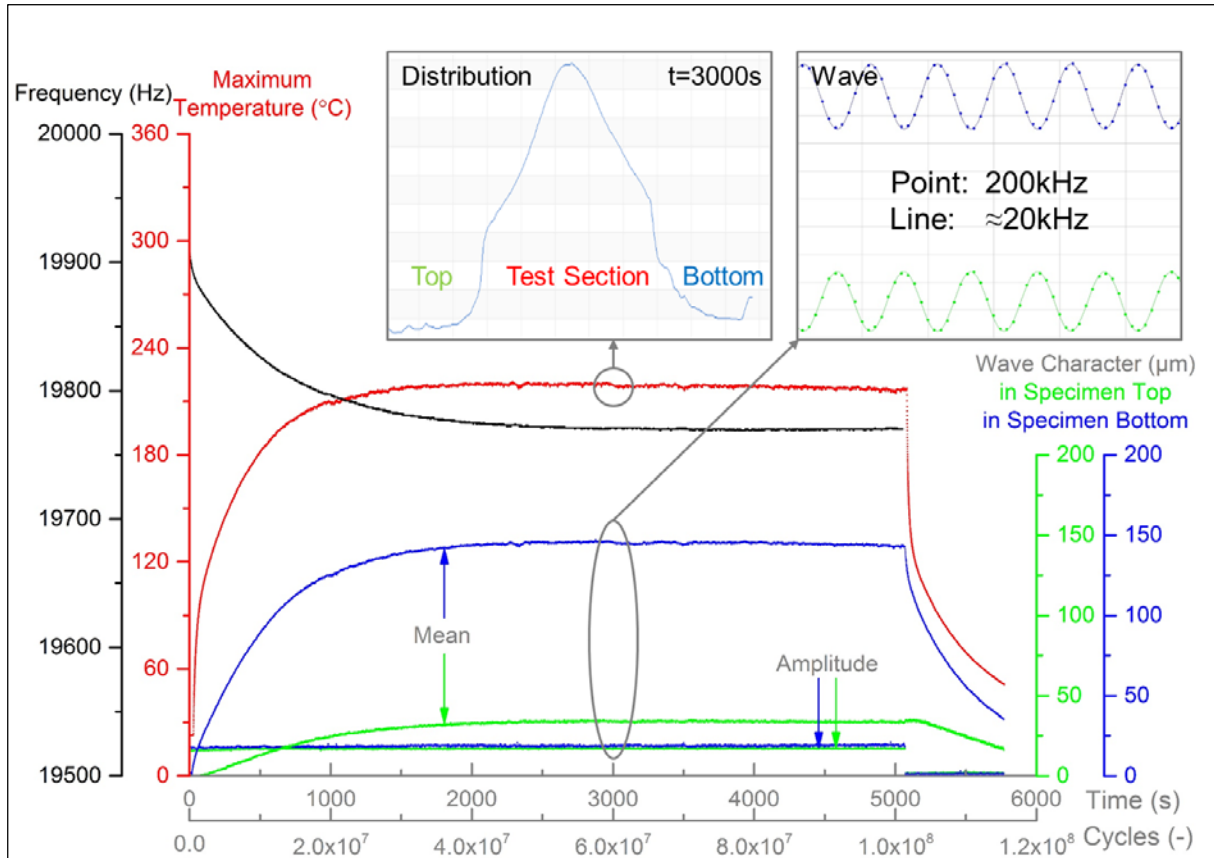 Distribution t=3000s
Wave
Point: 200kHz
Line: ≈20kHz
Top Test Section Bottom
Frequency (Hz)
Maximum
Temperature (°C)
20000
19900
19800
19700
19600
19500
360
300
240
180
120
60
0
Wave Character (µm)
in Specimen Top
in Specimen Bottom
200
150
100
50
0
200
150
100
50
0
Mean
Amplitude
0 1000 2000 3000 4000 5000 6000 Time (s)
0.0 2.0x10⁷ 4.0x10⁷ 6.0x10⁷ 8.0x10⁷ 1.0x10⁸ 1.2x10⁸ Cycles (-)